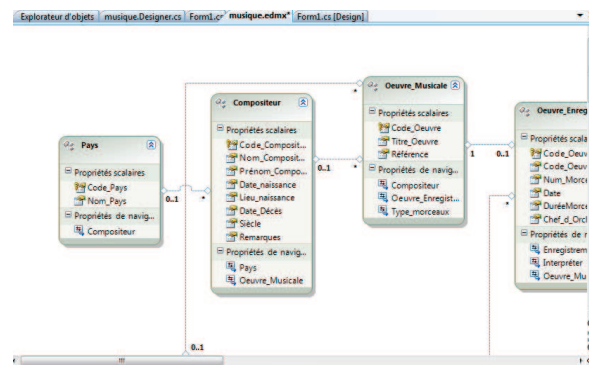 Explorateur d'objets musique.Designer.cs Form1.cs musique.edmx* Form1.cs [Design]
Pays
Propriétés scalaires
Code_Pays
Nom_Pays
Propriétés de navig...
Compositeur
0..1
*
Compositeur
Propriétés scalaires
Code_Composit...
Nom_Composit...
Prénom_Compo...
Date_naissance
Lieu_naissance
Date_Décès
Siècle
Remarques
Propriétés de navig...
Pays
Oeuvre_Musicale
0..1
*
*
Oeuvre_Musicale
Propriétés scalaires
Code_Oeuvre
Titre_Oeuvre
Référence
Propriétés de navig...
Compositeur
Oeuvre_Enregist...
Type_morceaux
1
0..1
*
Oeuvre_Enreg
Propriétés scala
Code_Oeuv
Code_Oeuv
Num_Morce
Date
DuréeMorce
Chef_d_Orcl
Propriétés de r
Enregistrem
Interpréter
Oeuvre_Mu
0..1